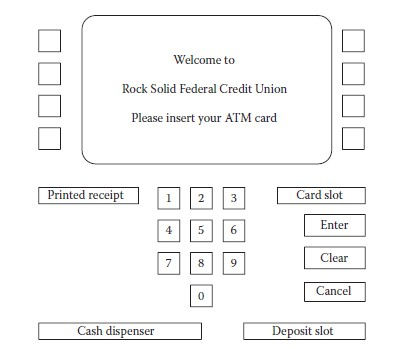 Welcome to
Rock Solid Federal Credit Union
Please insert your ATM card
Printed receipt
1 2 3
Card slot
4 5 6
Enter
7 8 9
Clear
0
Cancel
Cash dispenser
Deposit slot